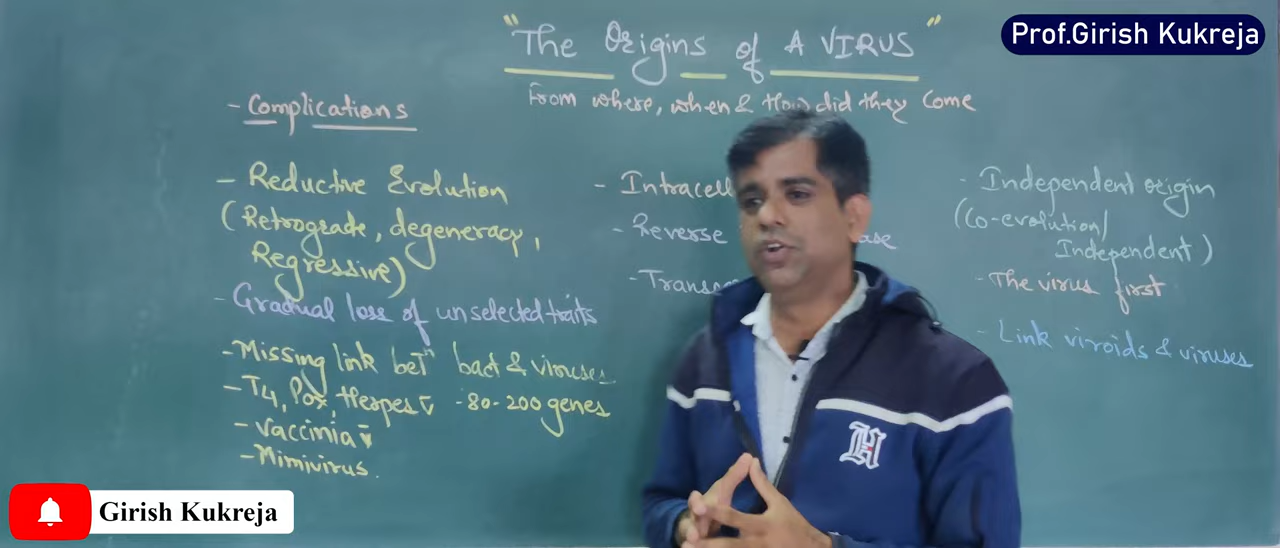 "The Origins of A VIRUS"
Prof.Girish Kukreja
From where, when & How did they Come
- Complications
- Reductive Evolution
(Retrograde, degeneracy,
Regressive)
- Gradual loss of unselected traits
- Missing link betn bact & viruses
- T4, Pox, Herpes v -80-200 genes
- Vaccinia v
- Mimivirus.
- Intracell
- Reverse ase
- Transc
- Independent origin
(Co-evolution/
Independent)
- The virus first
- Link viroids & viruses
H
Girish Kukreja